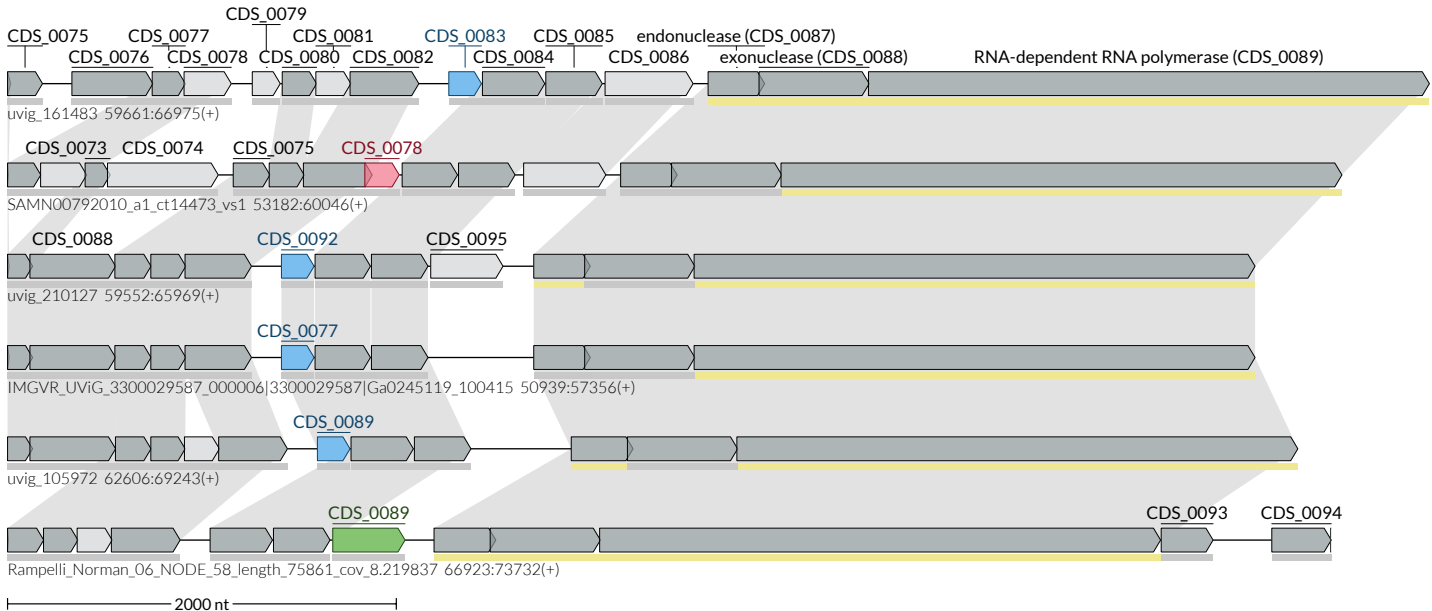 CDS_0079
CDS_0075 CDS_0077 CDS_0081 CDS_0083 CDS_0085 endonuclease (CDS_0087)
CDS_0076 CDS_0078 CDS_0080 CDS_0082 CDS_0084 CDS_0086 exonuclease (CDS_0088) RNA-dependent RNA polymerase (CDS_0089)
uvig_161483 59661:66975(+)
CDS_0073 CDS_0074 CDS_0075 CDS_0078
SAMN00792010_a1_ct14473_vs1 53182:60046(+)
CDS_0088 CDS_0092 CDS_0095
uvig_210127 59552:65969(+)
CDS_0077
IMGVR_UViG_3300029587_000006|3300029587|Ga0245119_100415 50939:57356(+)
CDS_0089
uvig_105972 62606:69243(+)
CDS_0089 CDS_0093 CDS_0094
Rampelli_Norman_06_NODE_58_length_75861_cov_8.219837 66923:73732(+)
2000 nt